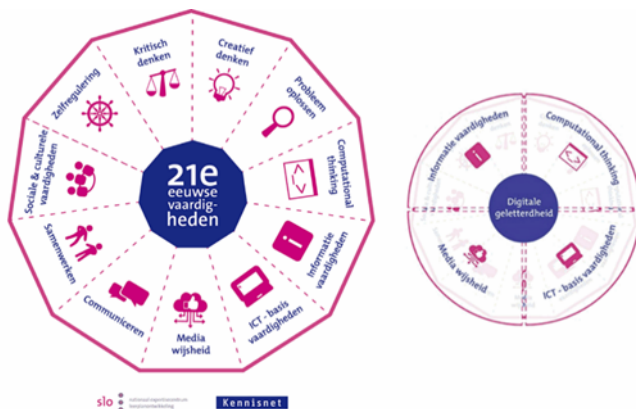 Kritisch
denken
Creatief
denken
Probleem
oplossen
Computational
thinking
Informatie
vaardigheden
ICT - basis
vaardigheden
Media
wijsheid
Communiceren
Samenwerken
Sociale & culturele
vaardigheden
Zelfregulering
21e
eeuwse
vaardig-
heden
Informatie vaardigheden
Computational thinking
Digitale
geletterdheid
Media wijsheid
ICT - basis vaardigheden
slo
Kennisnet